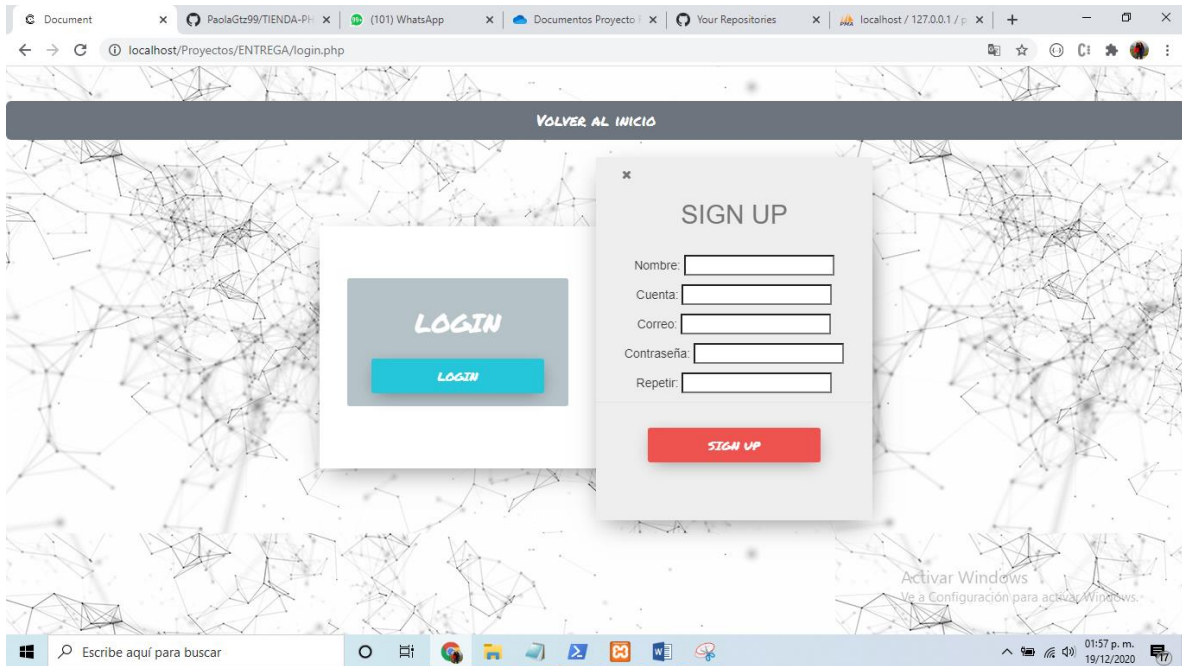 Document
PaolaGtz99/TIENDA-PH
(101) WhatsApp
Documentos Proyecto
Your Repositories
localhost / 127.0.0.1 / p
localhost/Proyectos/ENTREGA/login.php
Volver al inicio
SIGN UP
Nombre:
Cuenta:
Correo:
Contraseña:
Repetir:
SIGN UP
LOGIN
LOGIN
Activar Windows
Ve a Configuración para activar Windows.
Escribe aquí para buscar
01:57 p. m.
19/12/2020
17